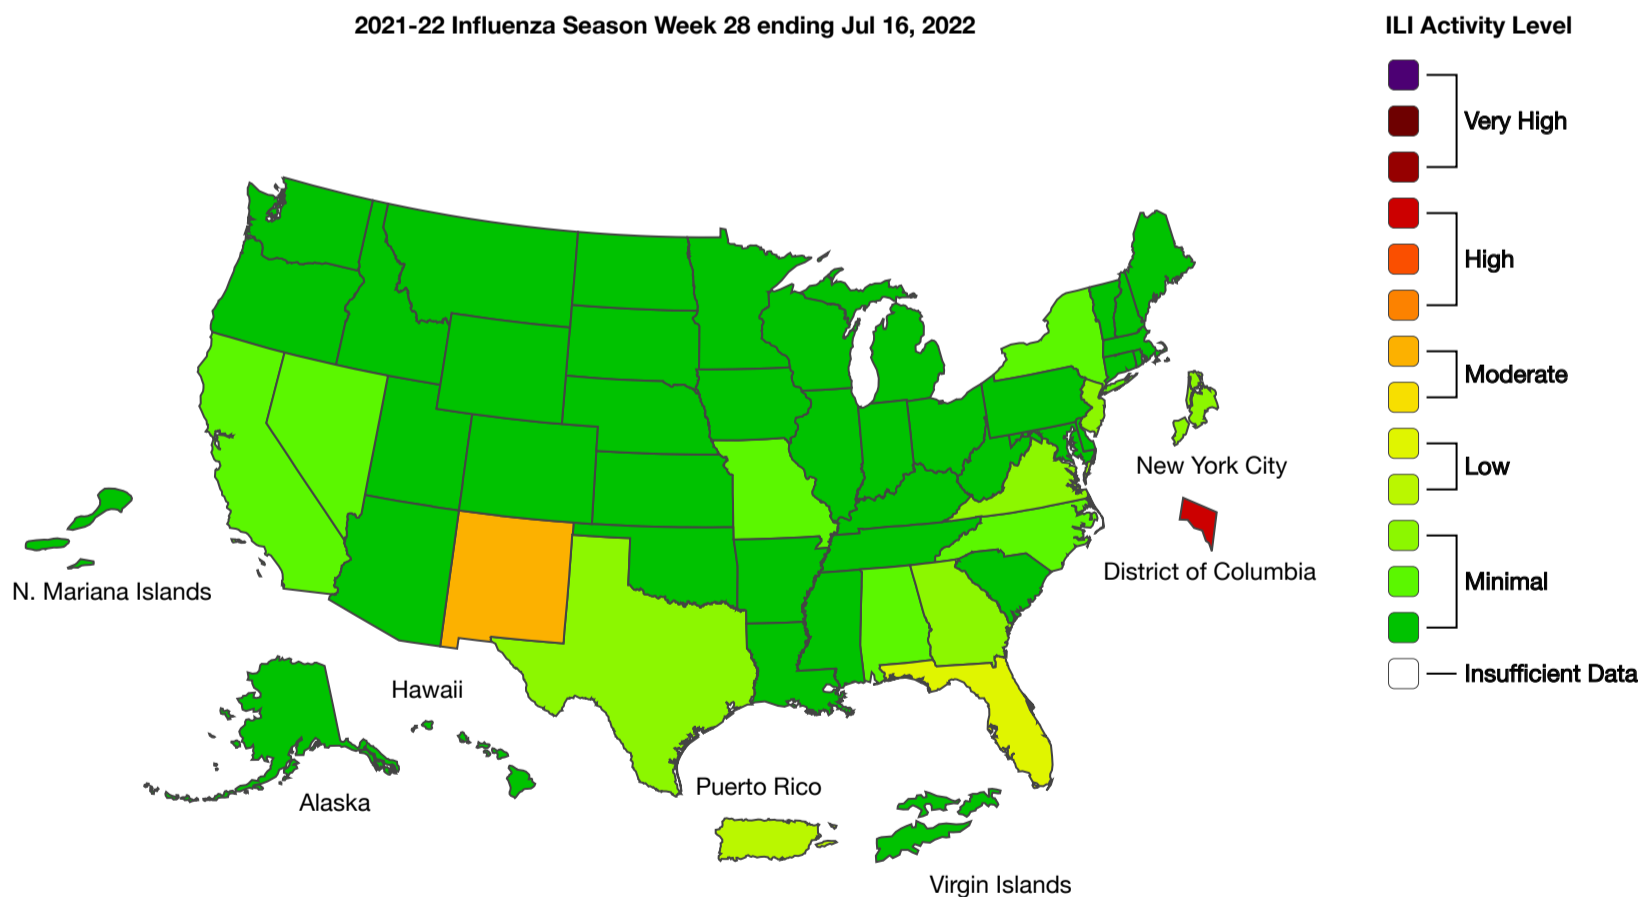 2021-22 Influenza Season Week 28 ending Jul 16, 2022
ILI Activity Level
Very High
High
Moderate
Low
Minimal
Insufficient Data
New York City
District of Columbia
N. Mariana Islands
Hawaii
Alaska
Puerto Rico
Virgin Islands